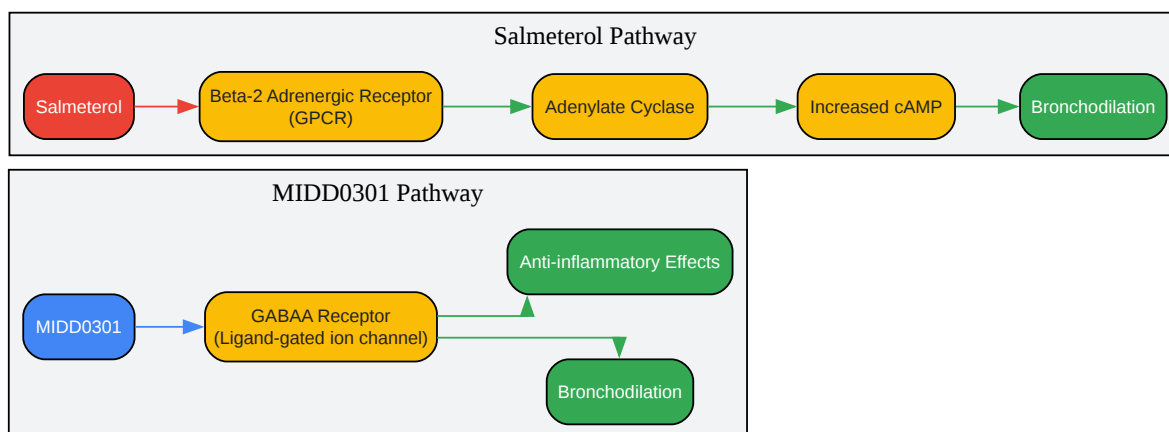 Salmeterol Pathway
Salmeterol
Beta-2 Adrenergic Receptor
(GPCR)
Adenylate Cyclase
Increased cAMP
Bronchodilation
MIDD0301 Pathway
Anti-inflammatory Effects
MIDD0301
GABAA Receptor
(Ligand-gated ion channel)
Bronchodilation